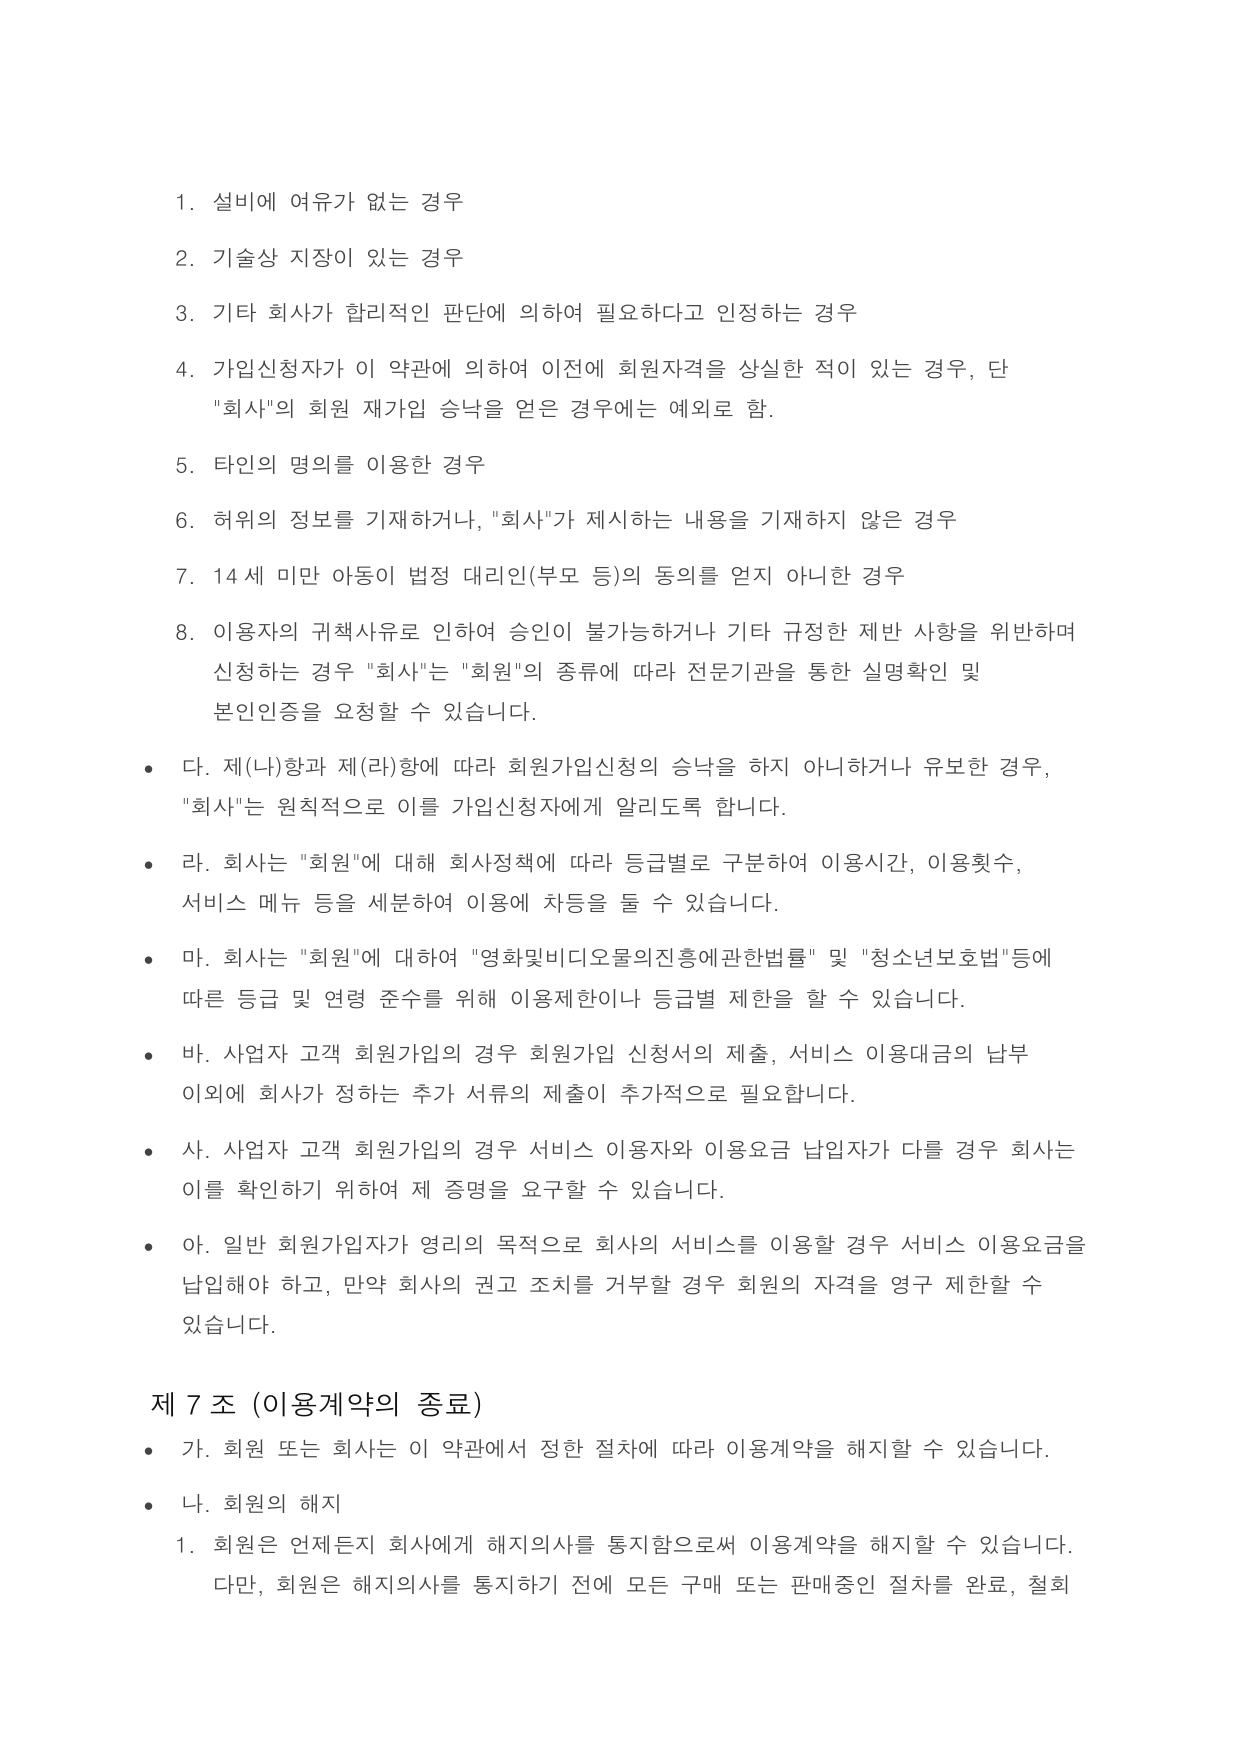 1. 설비에 여유가 없는 경우
2. 기술상 지장이 있는 경우
3. 기타 회사가 합리적인 판단에 의하여 필요하다고 인정하는 경우
4. 가입신청자가 이 약관에 의하여 이전에 회원자격을 상실한 적이 있는 경우, 단
"회사"의 회원 재가입 승낙을 얻은 경우에는 예외로 함.
5. 타인의 명의를 이용한 경우
6. 허위의 정보를 기재하거나, "회사"가 제시하는 내용을 기재하지 않은 경우
7. 14 세 미만 아동이 법정 대리인(부모 등)의 동의를 얻지 아니한 경우
8. 이용자의 귀책사유로 인하여 승인이 불가능하거나 기타 규정한 제반 사항을 위반하며
신청하는 경우 "회사"는 "회원"의 종류에 따라 전문기관을 통한 실명확인 및
본인인증을 요청할 수 있습니다.
• 다. 제(나)항과 제(라)항에 따라 회원가입신청의 승낙을 하지 아니하거나 유보한 경우,
"회사"는 원칙적으로 이를 가입신청자에게 알리도록 합니다.
• 라. 회사는 "회원"에 대해 회사정책에 따라 등급별로 구분하여 이용시간, 이용횟수,
서비스 메뉴 등을 세분하여 이용에 차등을 둘 수 있습니다.
• 마. 회사는 "회원"에 대하여 "영화및비디오물의진흥에관한법률" 및 "청소년보호법"등에
따른 등급 및 연령 준수를 위해 이용제한이나 등급별 제한을 할 수 있습니다.
• 바. 사업자 고객 회원가입의 경우 회원가입 신청서의 제출, 서비스 이용대금의 납부
이외에 회사가 정하는 추가 서류의 제출이 추가적으로 필요합니다.
• 사. 사업자 고객 회원가입의 경우 서비스 이용자와 이용요금 납입자가 다를 경우 회사는
이를 확인하기 위하여 제 증명을 요구할 수 있습니다.
• 아. 일반 회원가입자가 영리의 목적으로 회사의 서비스를 이용할 경우 서비스 이용요금을
납입해야 하고, 만약 회사의 권고 조치를 거부할 경우 회원의 자격을 영구 제한할 수
있습니다.
제 7 조 (이용계약의 종료)
• 가. 회원 또는 회사는 이 약관에서 정한 절차에 따라 이용계약을 해지할 수 있습니다.
• 나. 회원의 해지
1. 회원은 언제든지 회사에게 해지의사를 통지함으로써 이용계약을 해지할 수 있습니다.
다만, 회원은 해지의사를 통지하기 전에 모든 구매 또는 판매중인 절차를 완료, 철회